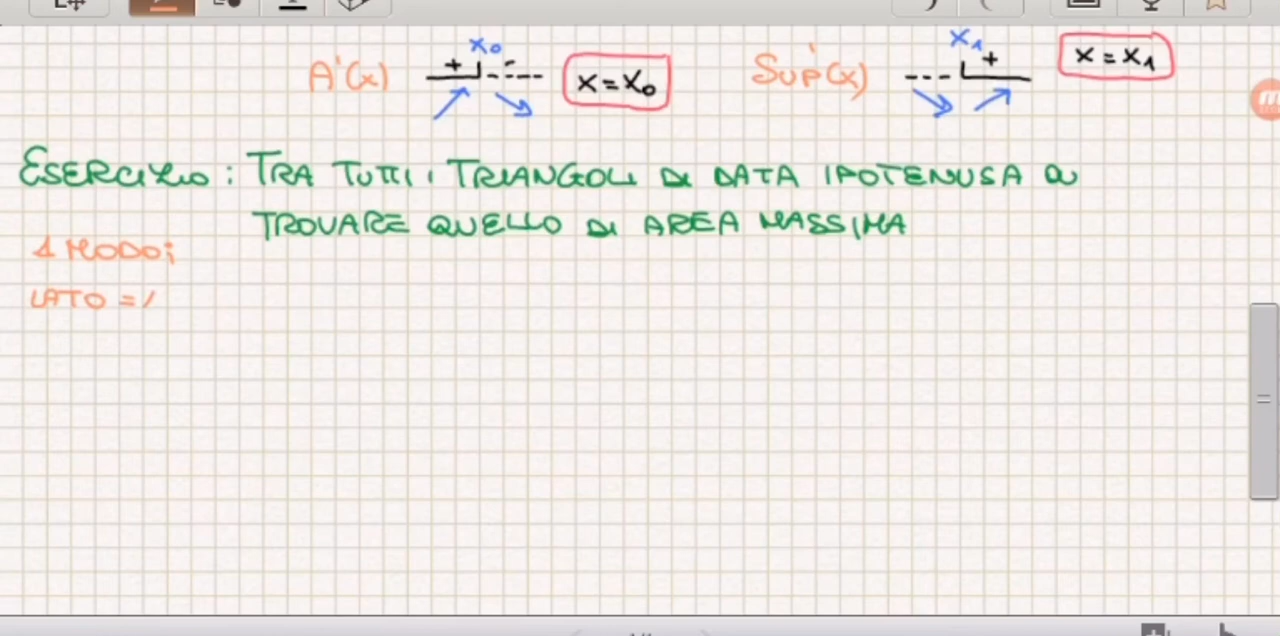 A'(x) + x₀ - x = x₀ Sup'(x) x₁ + x = x₁
ESERCIZIO: TRA TUTTI I TRIANGOLI DI DATA IPOTENUSA a
TROVARE QUELLO DI AREA MASSIMA
1 MODO:
LATO =